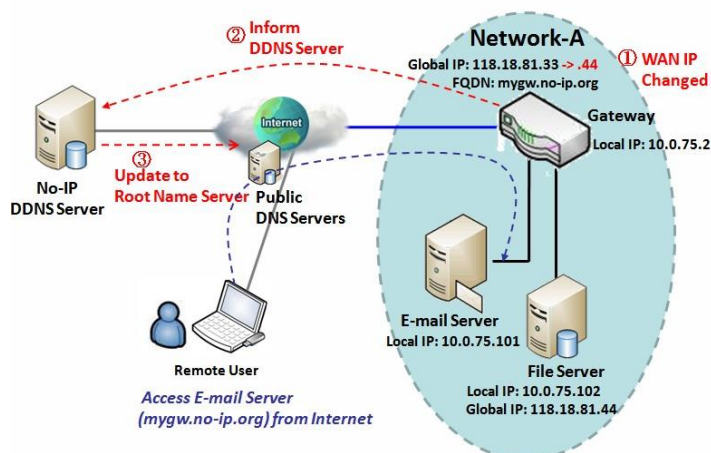 ② Inform
DDNS Server
Network-A
Global IP: 118.18.81.33 -> .44
FQDN: mygw.no-ip.org
① WAN IP
Changed
Gateway
Local IP: 10.0.75.2
Internet
③
Update to
Root Name Server
No-IP
DDNS Server
Public
DNS Servers
E-mail Server
Local IP: 10.0.75.101
Remote User
File Server
Local IP: 10.0.75.102
Global IP: 118.18.81.44
Access E-mail Server
(mygw.no-ip.org) from Internet